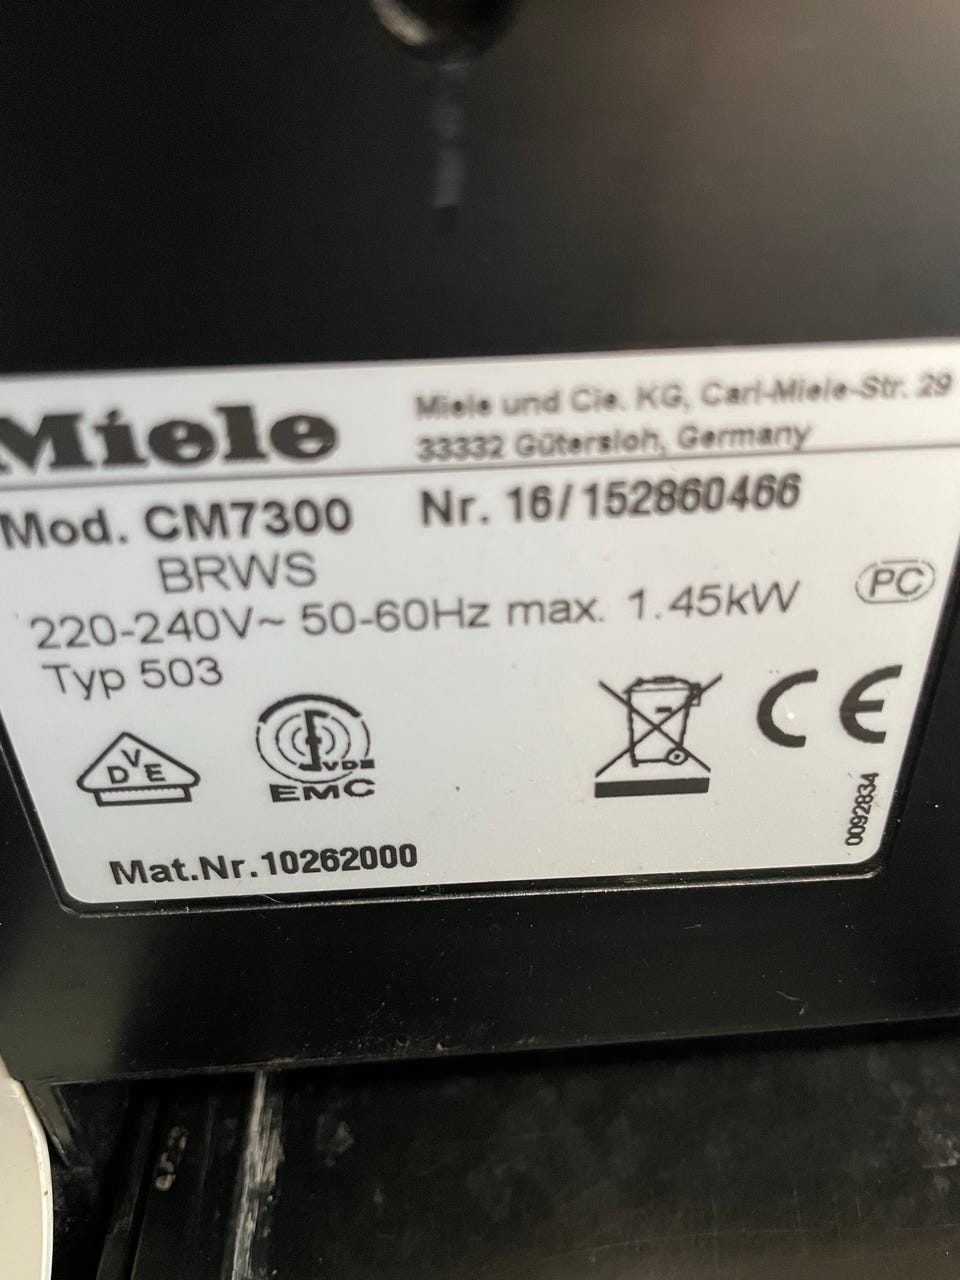 Miele
Miele und Cie. KG, Carl-Miele-Str. 29
33332 Gütersloh, Germany
Mod. CM7300 Nr. 16/152860466
BRWS
PC
220-240V~ 50-60Hz max. 1.45kW
Typ 503
DVE
VDE
EMC
CE
0092834
Mat.Nr.10262000